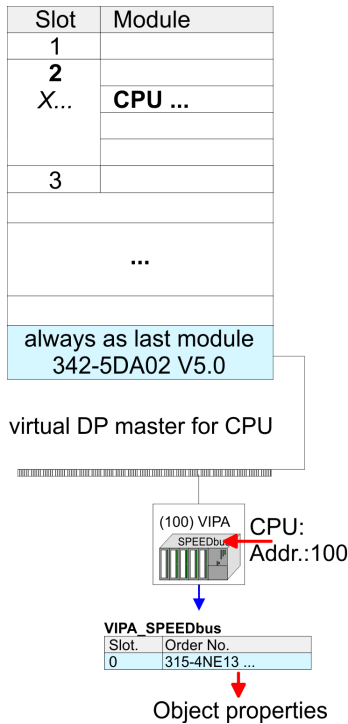 Slot Module
1
2
X... CPU ...
3
...
always as last module
342-5DA02 V5.0
virtual DP master for CPU
(100) VIPA
SPEEDbus
CPU:
Addr.:100
VIPA_SPEEDbus
Slot. Order No.
0 315-4NE13 ...
Object properties